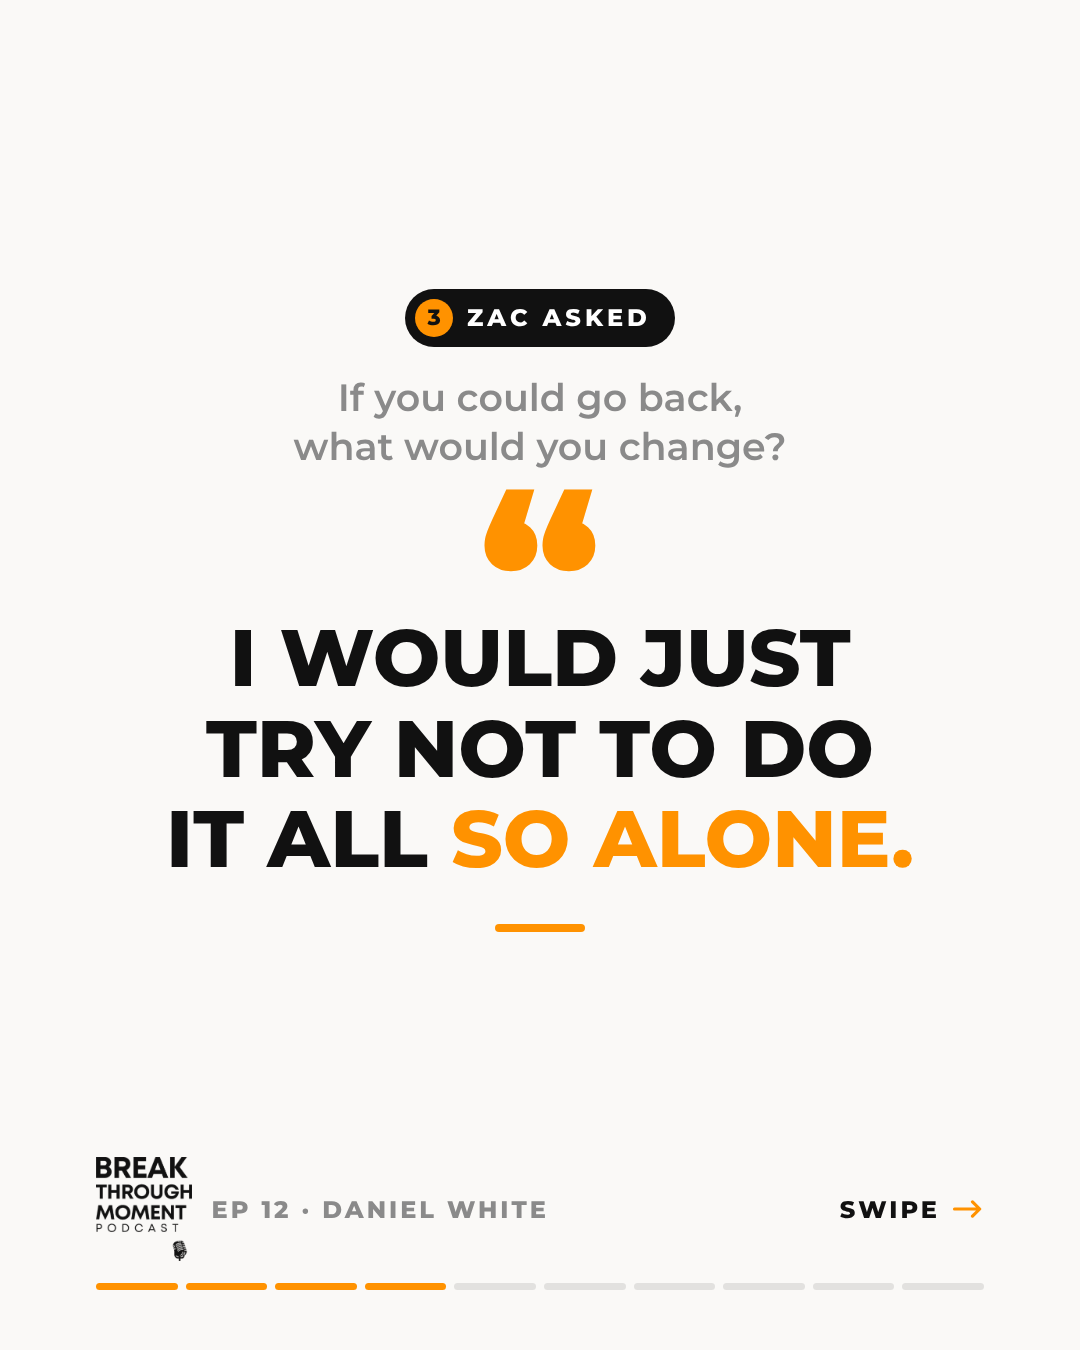 3 ZAC ASKED
If you could go back,
what would you change?
“
I WOULD JUST
TRY NOT TO DO
IT ALL SO ALONE.
BREAK
THROUGH
MOMENT
PODCAST
EP 12 · DANIEL WHITE
SWIPE →